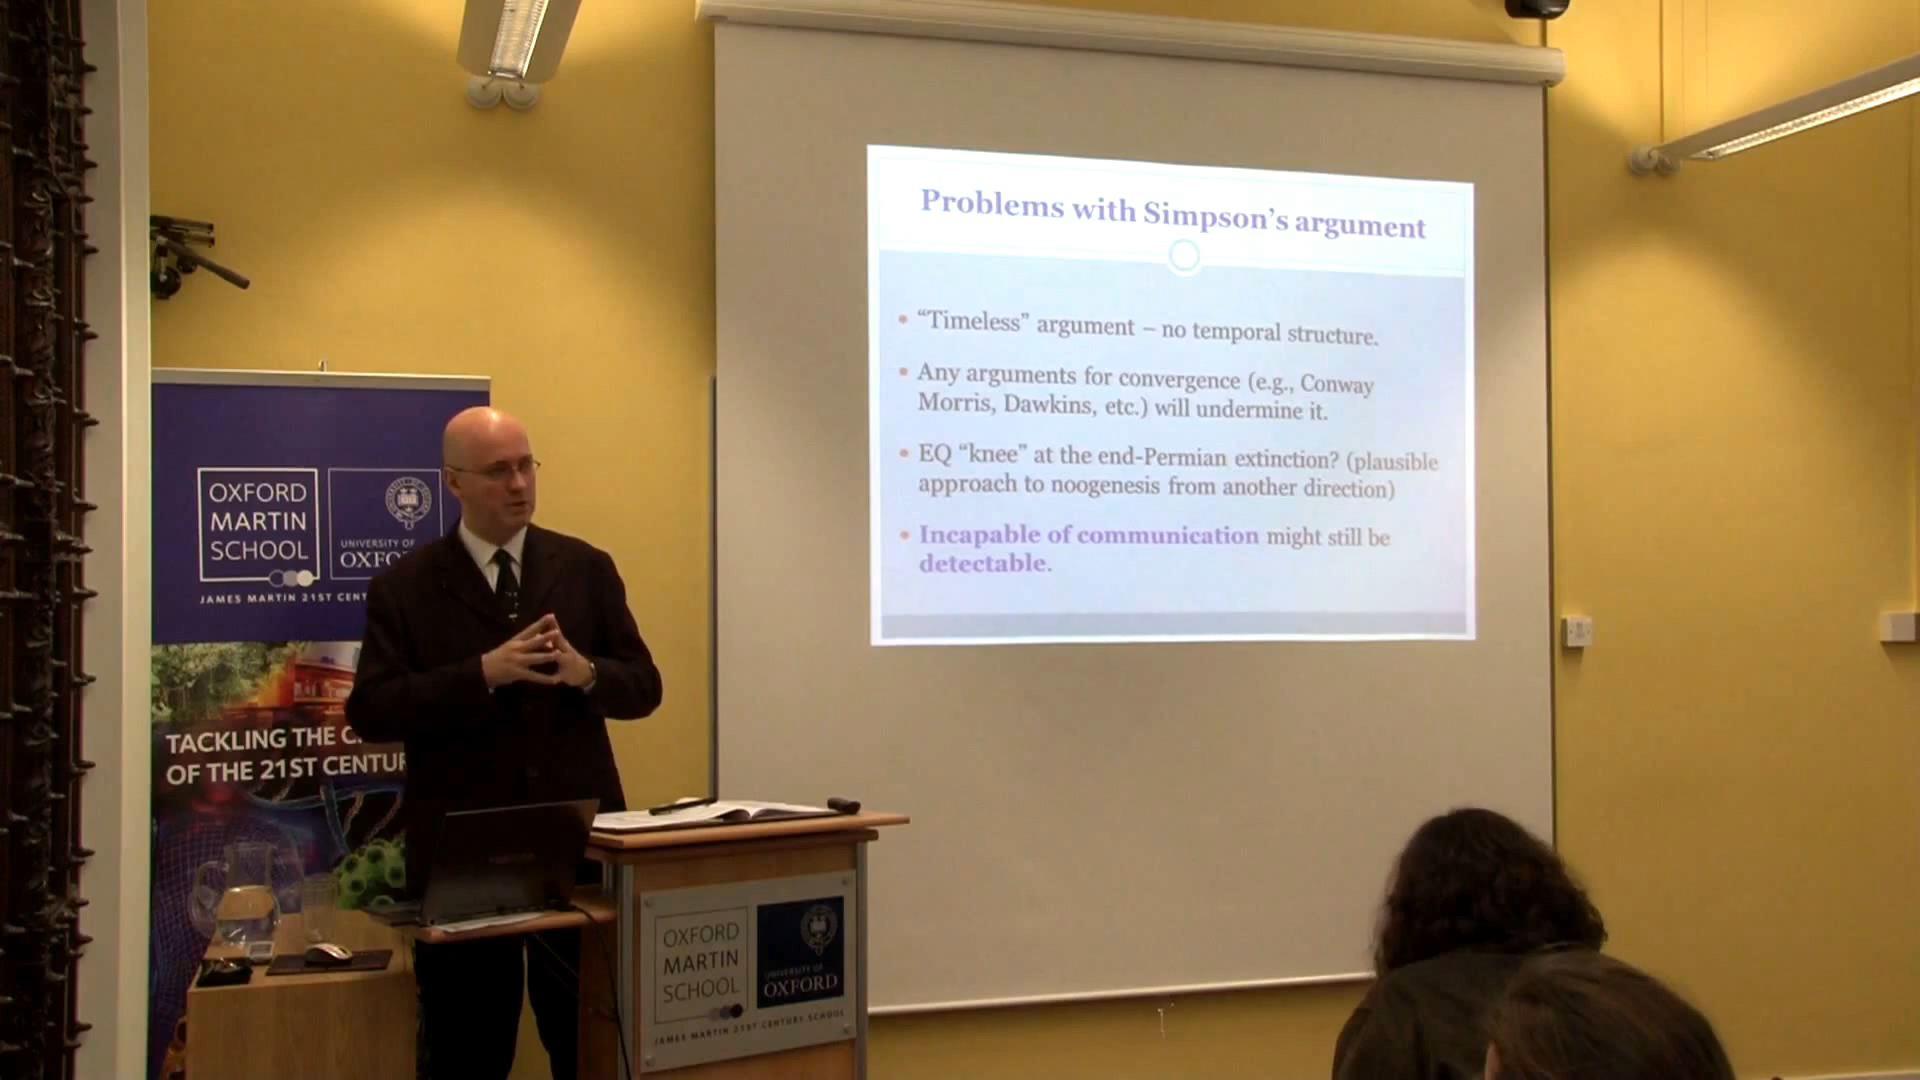 Problems with Simpson's argument
• “Timeless” argument – no temporal structure.
• Any arguments for convergence (e.g., Conway
Morris, Dawkins, etc.) will undermine it.
• EQ “knee” at the end-Permian extinction? (plausible
approach to noogenesis from another direction)
• Incapable of communication might still be
detectable.
OXFORD
MARTIN
SCHOOL
UNIVERSITY OF
OXFO
JAMES MARTIN 21ST CENT
TACKLING THE C
OF THE 21ST CENTUR
OXFORD
MARTIN
SCHOOL
UNIVERSITY OF
OXFORD
JAMES MARTIN 21ST CENTURY SCHOOL